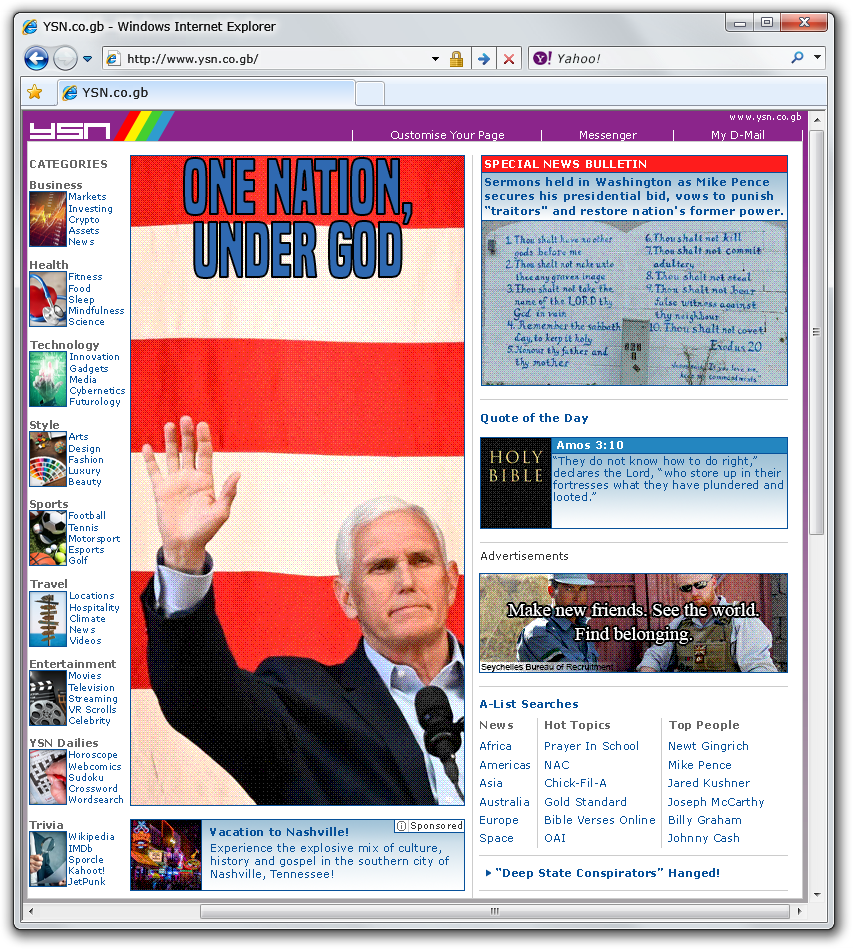 YSN.co.gb - Windows Internet Explorer
http://www.ysn.co.gb/
Yahoo!
YSN.co.gb
www.ysn.co.gb
ysn
Customise Your Page
Messenger
My D-Mail
CATEGORIES
Business
Markets
Investing
Crypto
Assets
News
Health
Fitness
Food
Sleep
Mindfulness
Science
Technology
Innovation
Gadgets
Media
Cybernetics
Futurology
Style
Arts
Design
Fashion
Luxury
Beauty
Sports
Football
Tennis
Motorsport
Esports
Golf
Travel
Locations
Hospitality
Climate
News
Videos
Entertainment
Movies
Television
Streaming
VR Scrolls
Celebrity
YSN Dailies
Horoscope
Webcomics
Sudoku
Crossword
Wordsearch
Trivia
Wikipedia
IMDb
Sporcle
Kahoot!
JetPunk
ONE NATION,
UNDER GOD
Sponsored
Vacation to Nashville!
Experience the explosive mix of culture,
history and gospel in the southern city of
Nashville, Tennessee!
SPECIAL NEWS BULLETIN
Sermons held in Washington as Mike Pence
secures his presidential bid, vows to punish
"traitors" and restore nation's former power.
1. Thou shalt have no other
gods before me
2. Thou shalt not make unto
thee any graven image
3. Thou shalt not take the
name of the LORD thy
God in vain
4. Remember the sabbath
day, to keep it holy
5. Honour thy father and
thy mother
6. Thou shalt not kill
7. Thou shalt not commit
adultery
8. Thou shalt not steal
9. Thou shalt not bear
false witness against
thy neighbour
10. Thou shalt not covet
Exodus 20
If you love me,
keep my commandments"
Quote of the Day
HOLY
BIBLE
Amos 3:10
“They do not know how to do right,”
declares the Lord, “who store up in their
fortresses what they have plundered and
looted.”
Advertisements
Make new friends. See the world.
Find belonging.
Seychelles Bureau of Recruitment
A-List Searches
News
Africa
Americas
Asia
Australia
Europe
Space
Hot Topics
Prayer In School
NAC
Chick-Fil-A
Gold Standard
Bible Verses Online
OAI
Top People
Newt Gingrich
Mike Pence
Jared Kushner
Joseph McCarthy
Billy Graham
Johnny Cash
“Deep State Conspirators” Hanged!